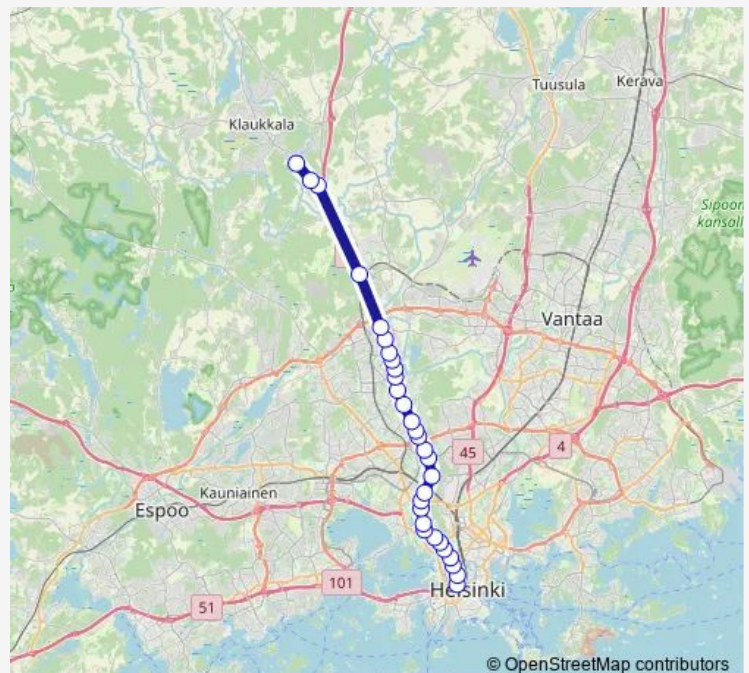 Klaukkala
Tuusula
Kerava
Sipoon
kansall
Vantaa
45
4
Kauniainen
Espoo
Helsinki
101
51
© OpenStreetMap contributors